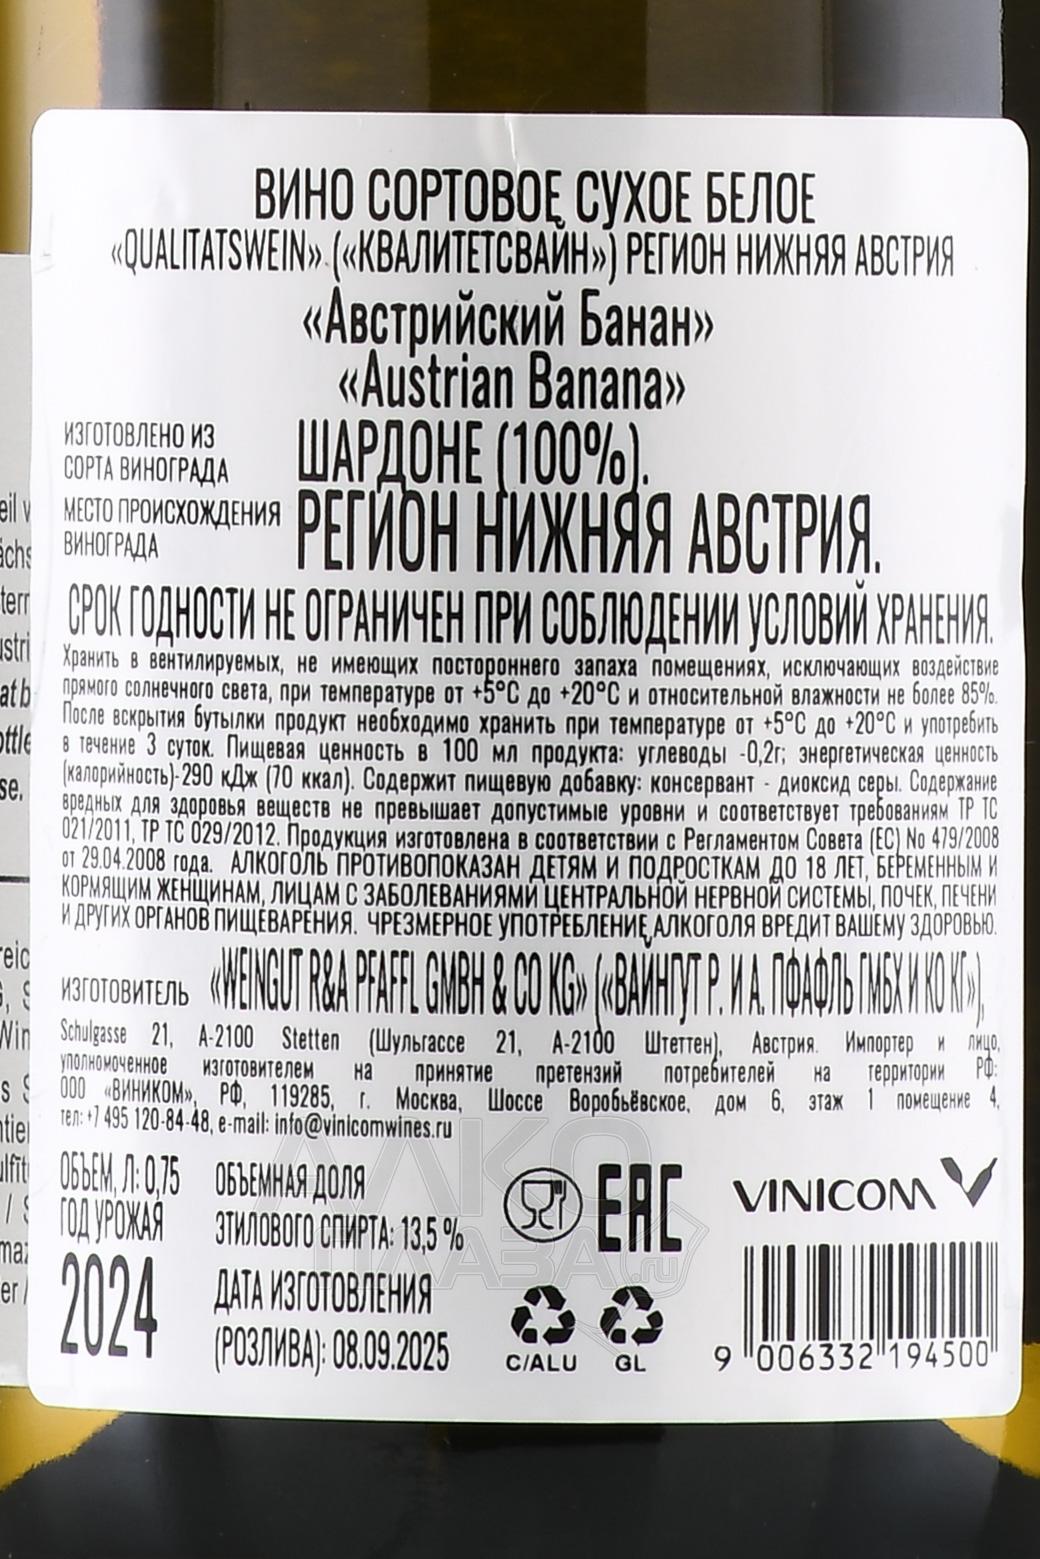 ВИНО СОРТОВОЕ СУХОЕ БЕЛОЕ
«QUALITATSWEIN» («КВАЛИТЕТСВАЙН») РЕГИОН НИЖНЯЯ АВСТРИЯ
«Австрийский Банан»
«Austrian Banana»
ИЗГОТОВЛЕНО ИЗ
СОРТА ВИНОГРАДА
ШАРДОНЕ (100%).
МЕСТО ПРОИСХОЖДЕНИЯ
ВИНОГРАДА
РЕГИОН НИЖНЯЯ АВСТРИЯ.
СРОК ГОДНОСТИ НЕ ОГРАНИЧЕН ПРИ СОБЛЮДЕНИИ УСЛОВИЙ ХРАНЕНИЯ.
Хранить в вентилируемых, не имеющих постороннего запаха помещениях, исключающих воздействие
прямого солнечного света, при температуре от +5°C до +20°C и относительной влажности не более 85%.
После вскрытия бутылки продукт необходимо хранить при температуре от +5°C до +20°C и употребить
в течение 3 суток. Пищевая ценность в 100 мл продукта: углеводы -0,2г; энергетическая ценность
(калорийность)-290 кДж (70 ккал). Содержит пищевую добавку: консервант - диоксид серы. Содержание
вредных для здоровья веществ не превышает допустимые уровни и соответствует требованиям ТР ТС
021/2011, ТР ТС 029/2012. Продукция изготовлена в соответствии с Регламентом Совета (ЕС) No 479/2008
от 29.04.2008 года. АЛКОГОЛЬ ПРОТИВОПОКАЗАН ДЕТЯМ И ПОДРОСТКАМ ДО 18 ЛЕТ, БЕРЕМЕННЫМ И
КОРМЯЩИМ ЖЕНЩИНАМ, ЛИЦАМ С ЗАБОЛЕВАНИЯМИ ЦЕНТРАЛЬНОЙ НЕРВНОЙ СИСТЕМЫ, ПОЧЕК, ПЕЧЕНИ
И ДРУГИХ ОРГАНОВ ПИЩЕВАРЕНИЯ. ЧРЕЗМЕРНОЕ УПОТРЕБЛЕНИЕ АЛКОГОЛЯ ВРЕДИТ ВАШЕМУ ЗДОРОВЬЮ.
ИЗГОТОВИТЕЛЬ «WEINGUT R&A PFAFFL GMBH & CO KG» («ВАЙНГУТ Р. И А. ПФАФЛЬ ГМБХ И КО КГ»),
Schulgasse 21, A-2100 Stetten (Шульгассе 21, А-2100 Штеттен), Австрия. Импортер и лицо,
уполномоченное изготовителем на принятие претензий потребителей на территории РФ:
ООО «ВИНИКОМ», РФ, 119285, г. Москва, Шоссе Воробьёвское, дом 6, этаж 1 помещение 4,
тел: +7 495 120-84-48, e-mail: info@vinicomwines.ru
ОБЪЕМ, Л: 0,75
ГОД УРОЖАЯ
2024
ОБЪЕМНАЯ ДОЛЯ
ЭТИЛОВОГО СПИРТА: 13,5 %
ДАТА ИЗГОТОВЛЕНИЯ
(РОЗЛИВА): 08.09.2025
EAC
C/ALU
GL
VINICOM
9 006332 194500
АЛКО
ПЛАЗА.ru